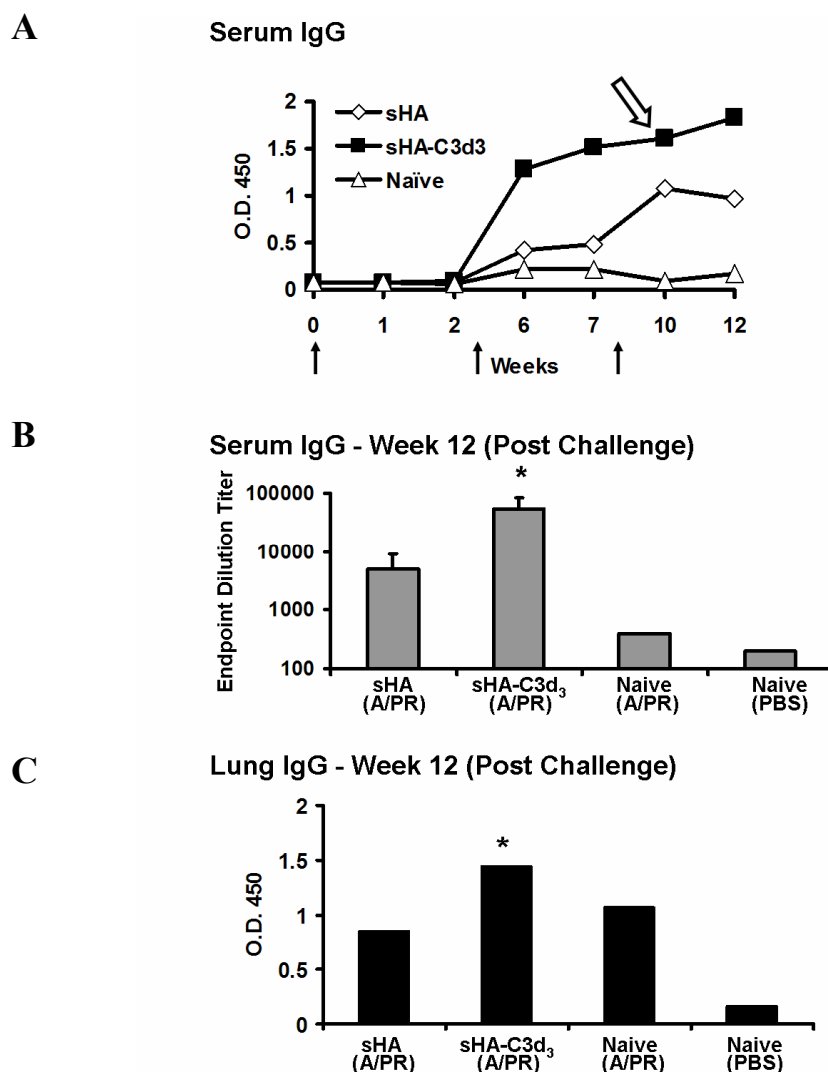 A
Serum IgG
2
1.5
1
0.5
0
O.D. 450
sHA
sHA-C3d3
Naïve
0 1 2 6 7 10 12
Weeks
B
Serum IgG - Week 12 (Post Challenge)
*
100000
10000
1000
100
Endpoint Dilution Titer
sHA sHA-C3d3 Naive Naive
(A/PR) (A/PR) (A/PR) (PBS)
C
Lung IgG - Week 12 (Post Challenge)
2
1.5
1
0.5
0
*
O.D. 450
sHA sHA-C3d3 Naive Naive
(A/PR) (A/PR) (A/PR) (PBS)